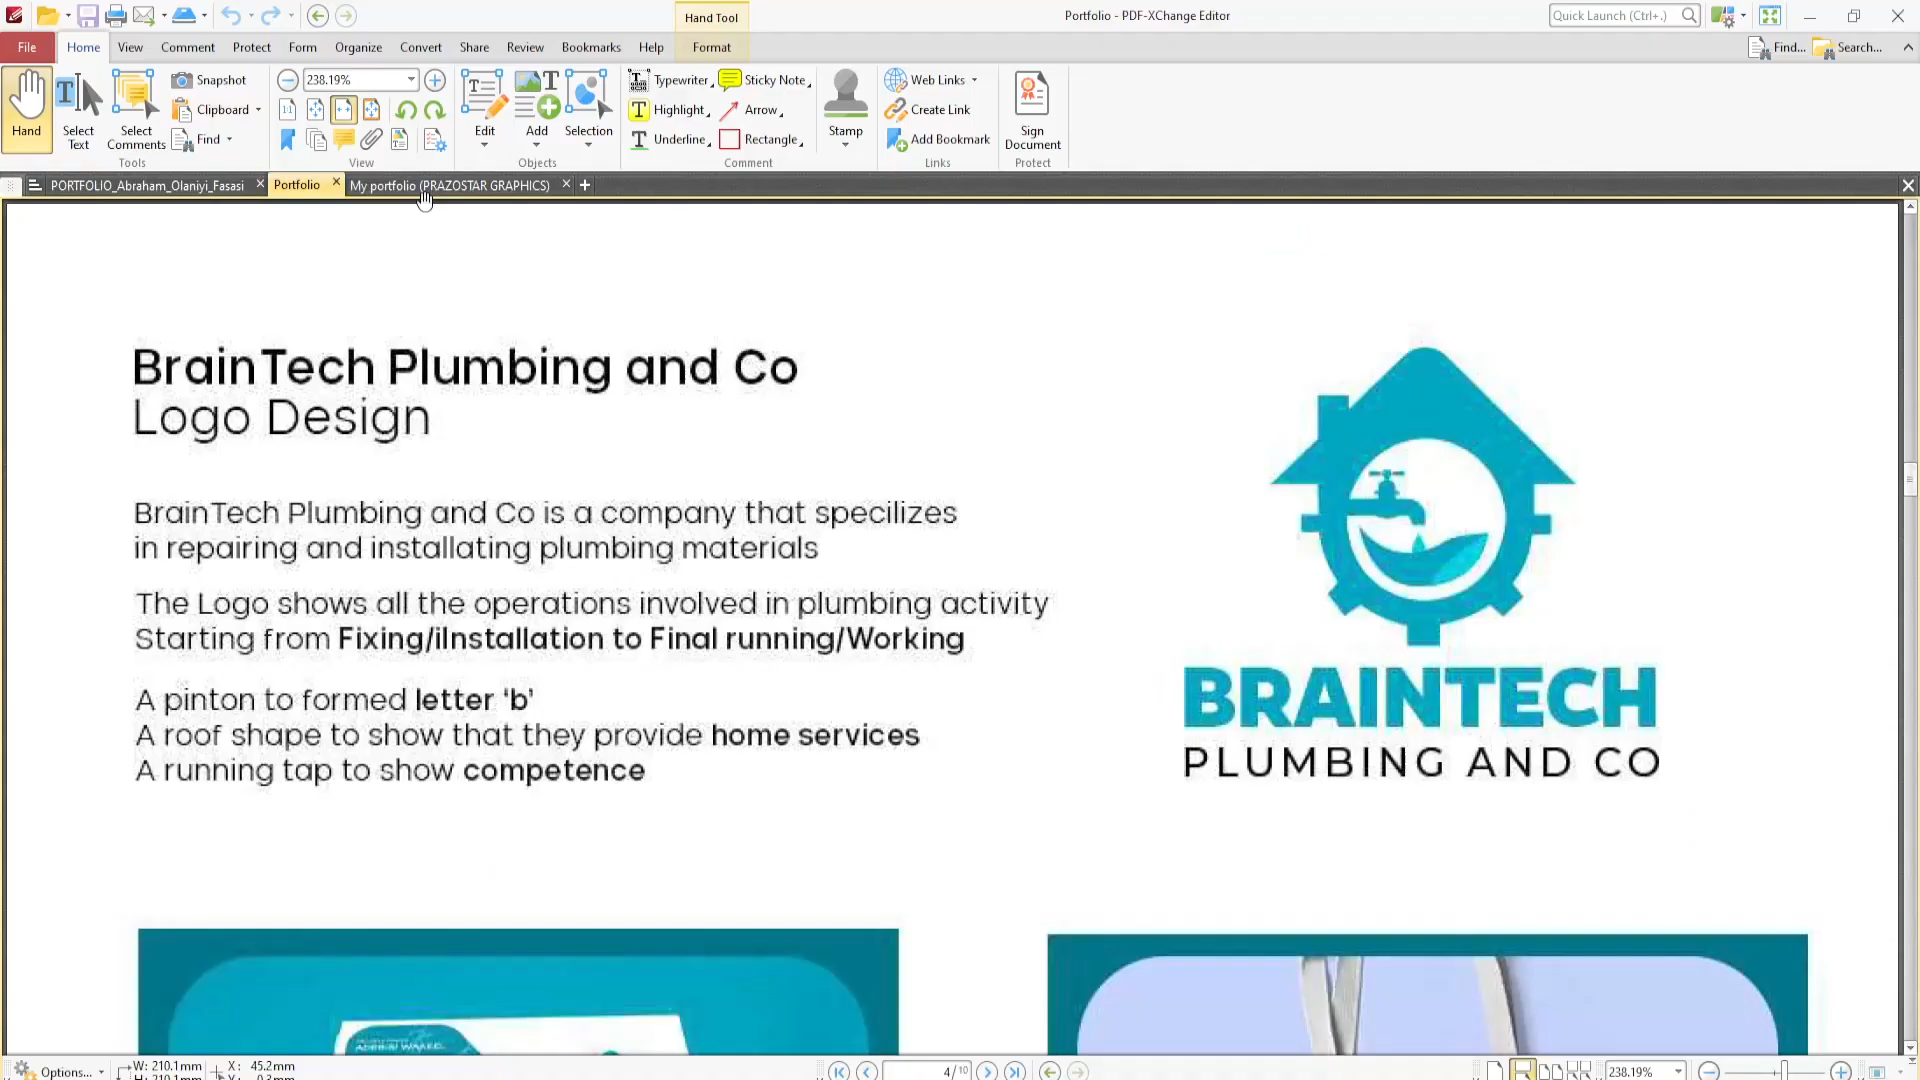 Hand Tool
Portfolio - PDF-XChange Editor
Quick Launch (Ctrl+.)
File
Home
View
Comment
Protect
Form
Organize
Convert
Share
Review
Bookmarks
Help
Format
Find...
Search...
Hand
Select Text
Select Comments
Snapshot
Clipboard
Find
Tools
238.19%
View
Edit
Add
Selection
Objects
Typewriter
Highlight
Underline
Sticky Note
Arrow
Rectangle
Comment
Stamp
Web Links
Create Link
Add Bookmark
Links
Sign Document
Protect
PORTFOLIO_Abraham_Olaniyi_Fasasi
Portfolio
My portfolio (PRAZOSTAR GRAPHICS)
BrainTech Plumbing and Co
Logo Design
BrainTech Plumbing and Co is a company that specilizes
in repairing and installating plumbing materials
The Logo shows all the operations involved in plumbing activity
Starting from Fixing/iInstallation to Final running/Working
A pinton to formed letter ‘b’
A roof shape to show that they provide home services
A running tap to show competence
BRAINTECH
PLUMBING AND CO
Options...
W: 210.1mm
H: 210.1mm
X: 45.2mm
4/10
238.19%